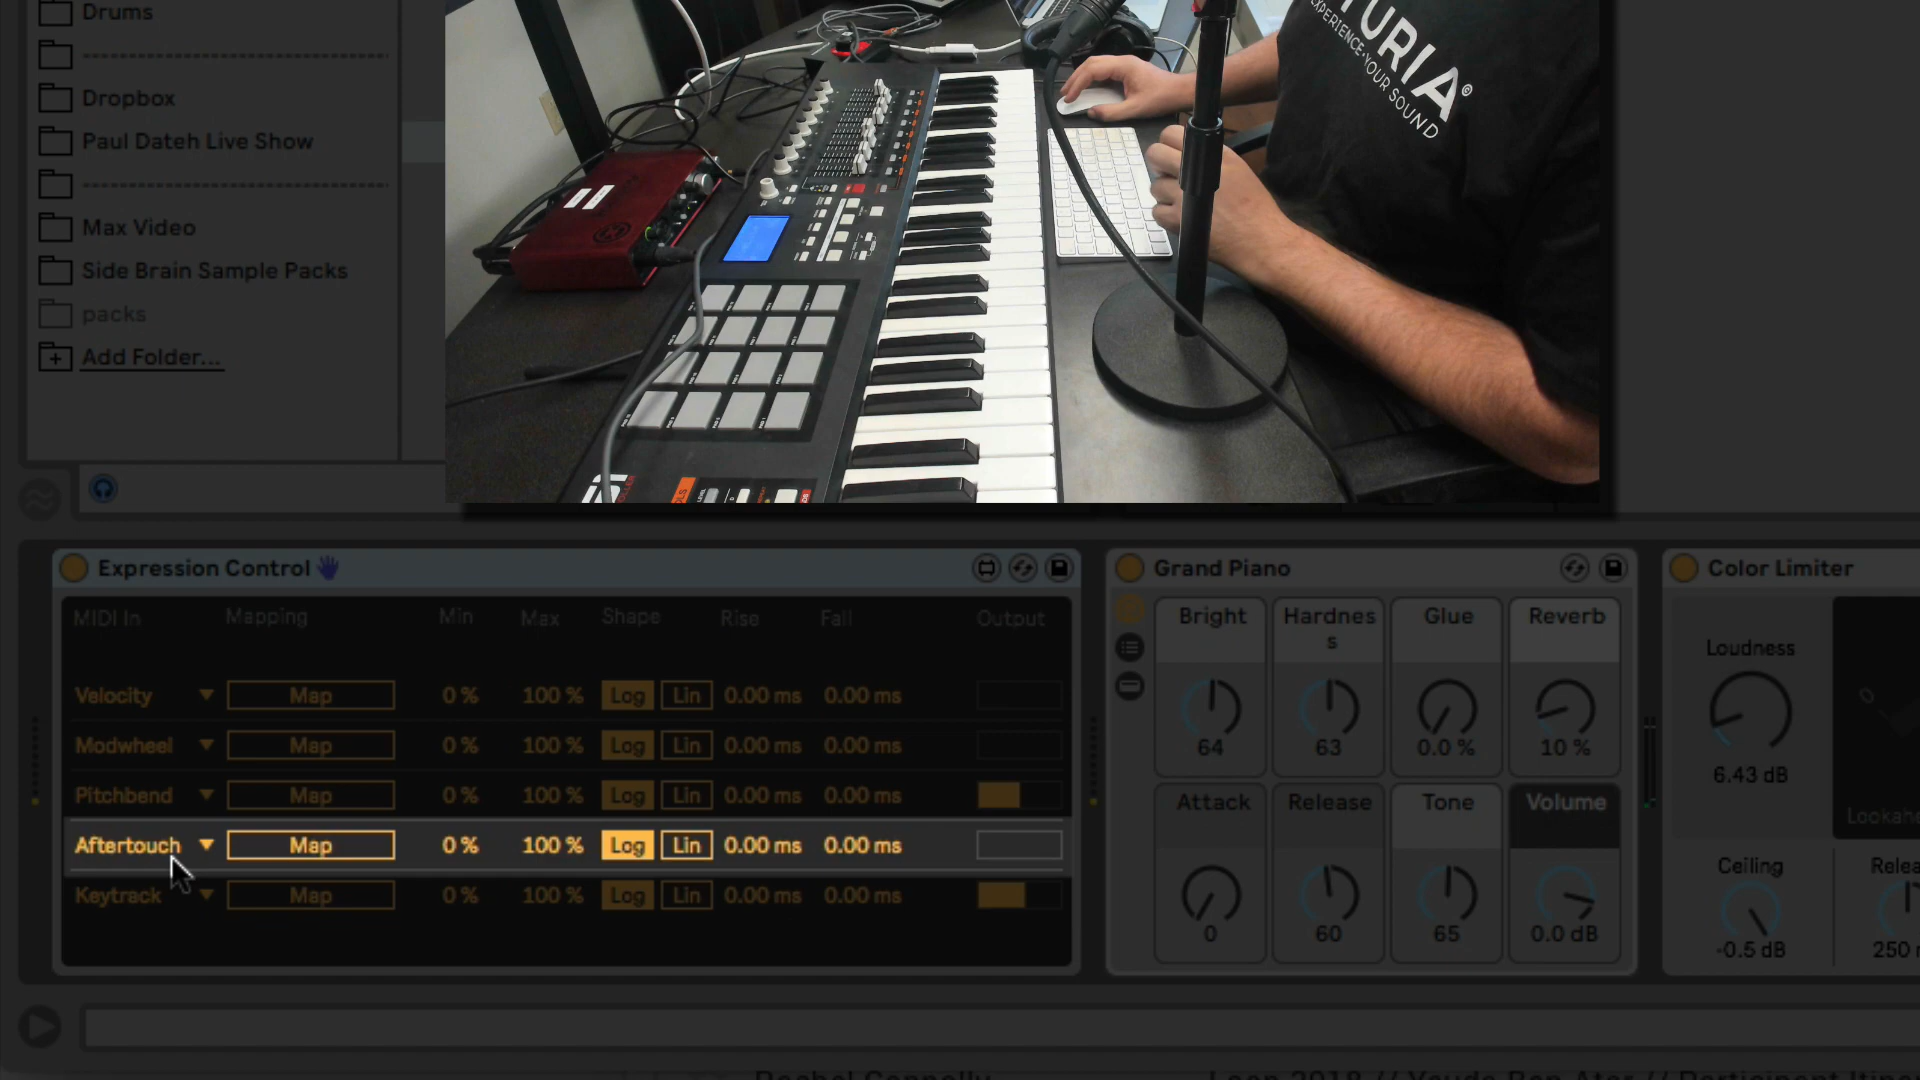 Drums
Dropbox
Paul Dateh Live Show
Max Video
Side Brain Sample Packs
packs
Add Folder...
TURIA
EXPERIENCE YOUR SOUND
Expression Control
MIDI In Mapping Min Max Shape Rise Fall Output
Velocity Map 0 % 100 % Log Lin 0.00 ms 0.00 ms
Modwheel Map 0 % 100 % Log Lin 0.00 ms 0.00 ms
Pitchbend Map 0 % 100 % Log Lin 0.00 ms 0.00 ms
Aftertouch Map 0 % 100 % Log Lin 0.00 ms 0.00 ms
Keytrack Map 0 % 100 % Log Lin 0.00 ms 0.00 ms
Grand Piano
Bright Hardnes Glue Reverb
s
64 63 0.0 % 10 %
Attack Release Tone Volume
0 60 65 0.0 dB
Color Limiter
Loudness
6.43 dB
Lookahe
Ceiling Relea
-0.5 dB 250